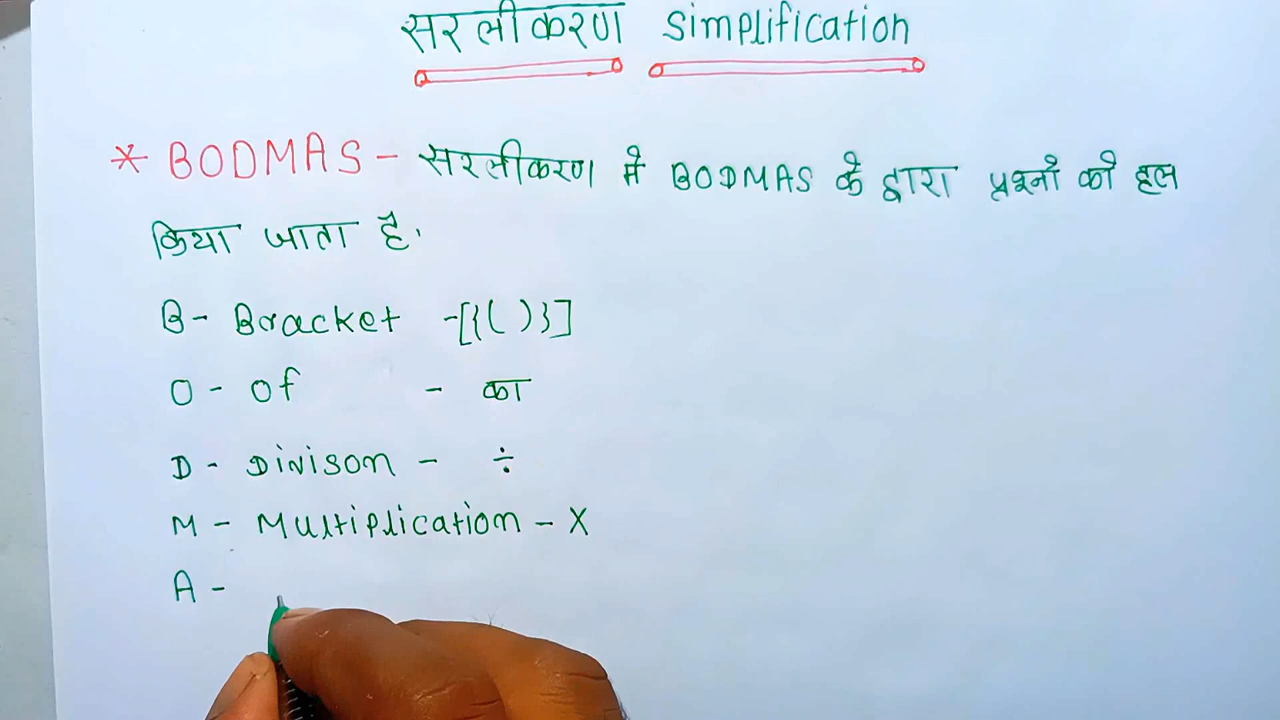 सरलीकरण simplification
* BODMAS - सरलीकरण में BODMAS के द्वारा प्रश्नों को हल
किया जाता है.
B- Bracket -[{( )}]
O - Of - का
D - Divison - ÷
M - Multiplication - X
A -